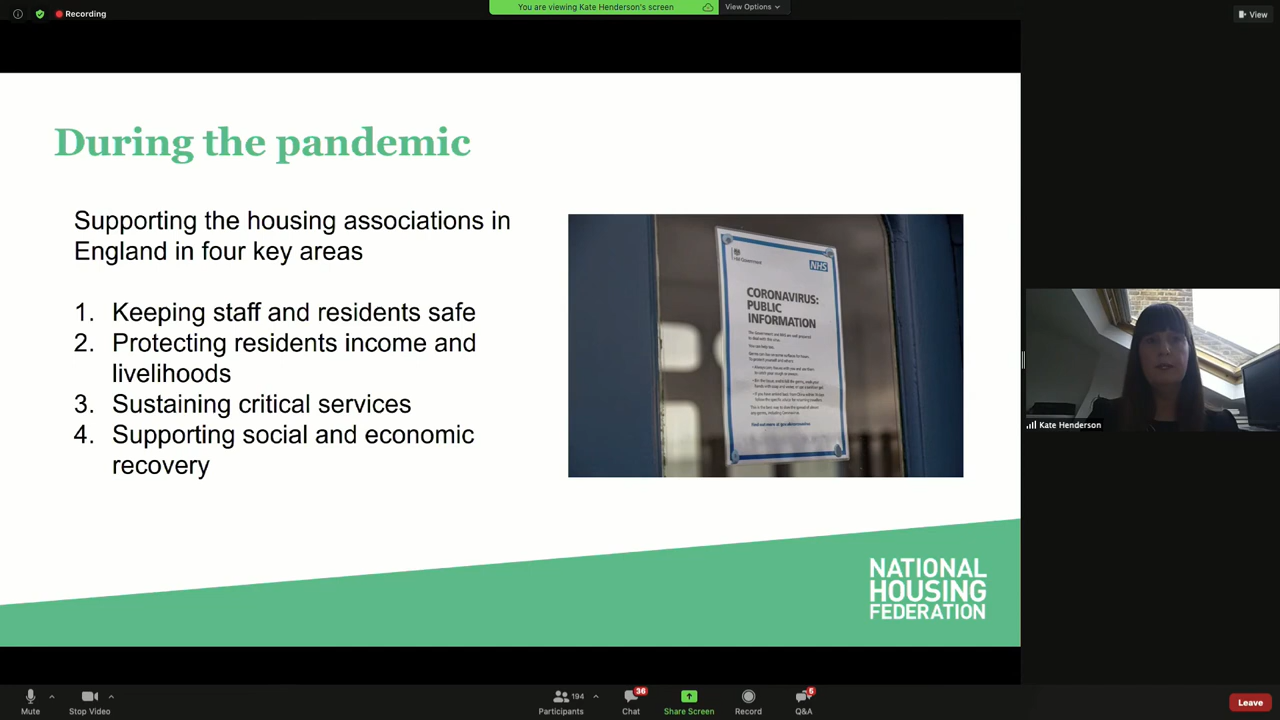 Recording
You are viewing Kate Henderson's screen
View Options
View
During the pandemic
Supporting the housing associations in
England in four key areas
1. Keeping staff and residents safe
2. Protecting residents income and
livelihoods
3. Sustaining critical services
4. Supporting social and economic
recovery
HM Government
NHS
CORONAVIRUS:
PUBLIC
INFORMATION
NATIONAL
HOUSING
FEDERATION
Kate Henderson
Mute
Stop Video
194
Participants
36
Chat
Share Screen
Record
5
Q&A
Leave